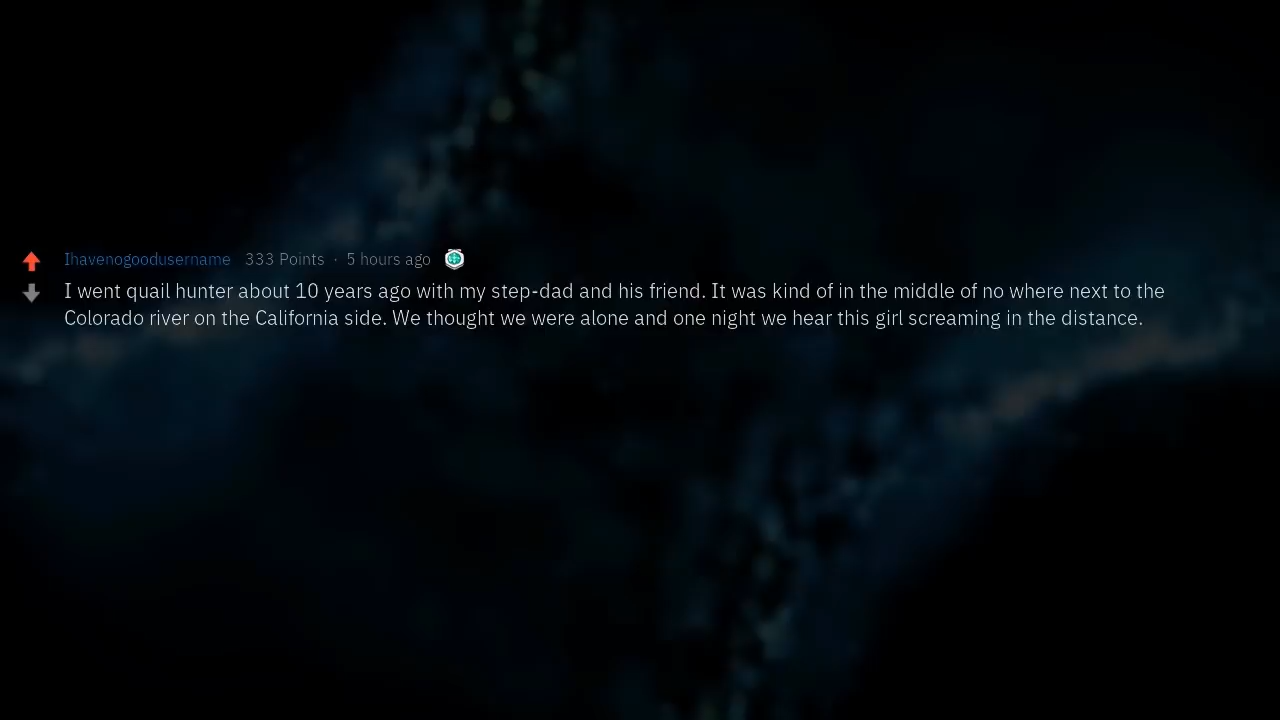 Ihavenogoodusername 333 Points · 5 hours ago
I went quail hunter about 10 years ago with my step-dad and his friend. It was kind of in the middle of no where next to the
Colorado river on the California side. We thought we were alone and one night we hear this girl screaming in the distance.